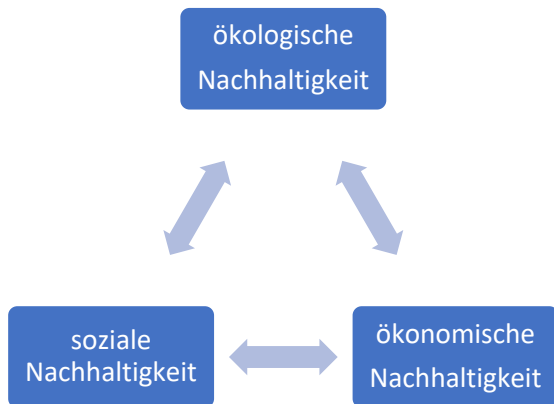 ökologische
Nachhaltigkeit
soziale
Nachhaltigkeit
ökonomische
Nachhaltigkeit